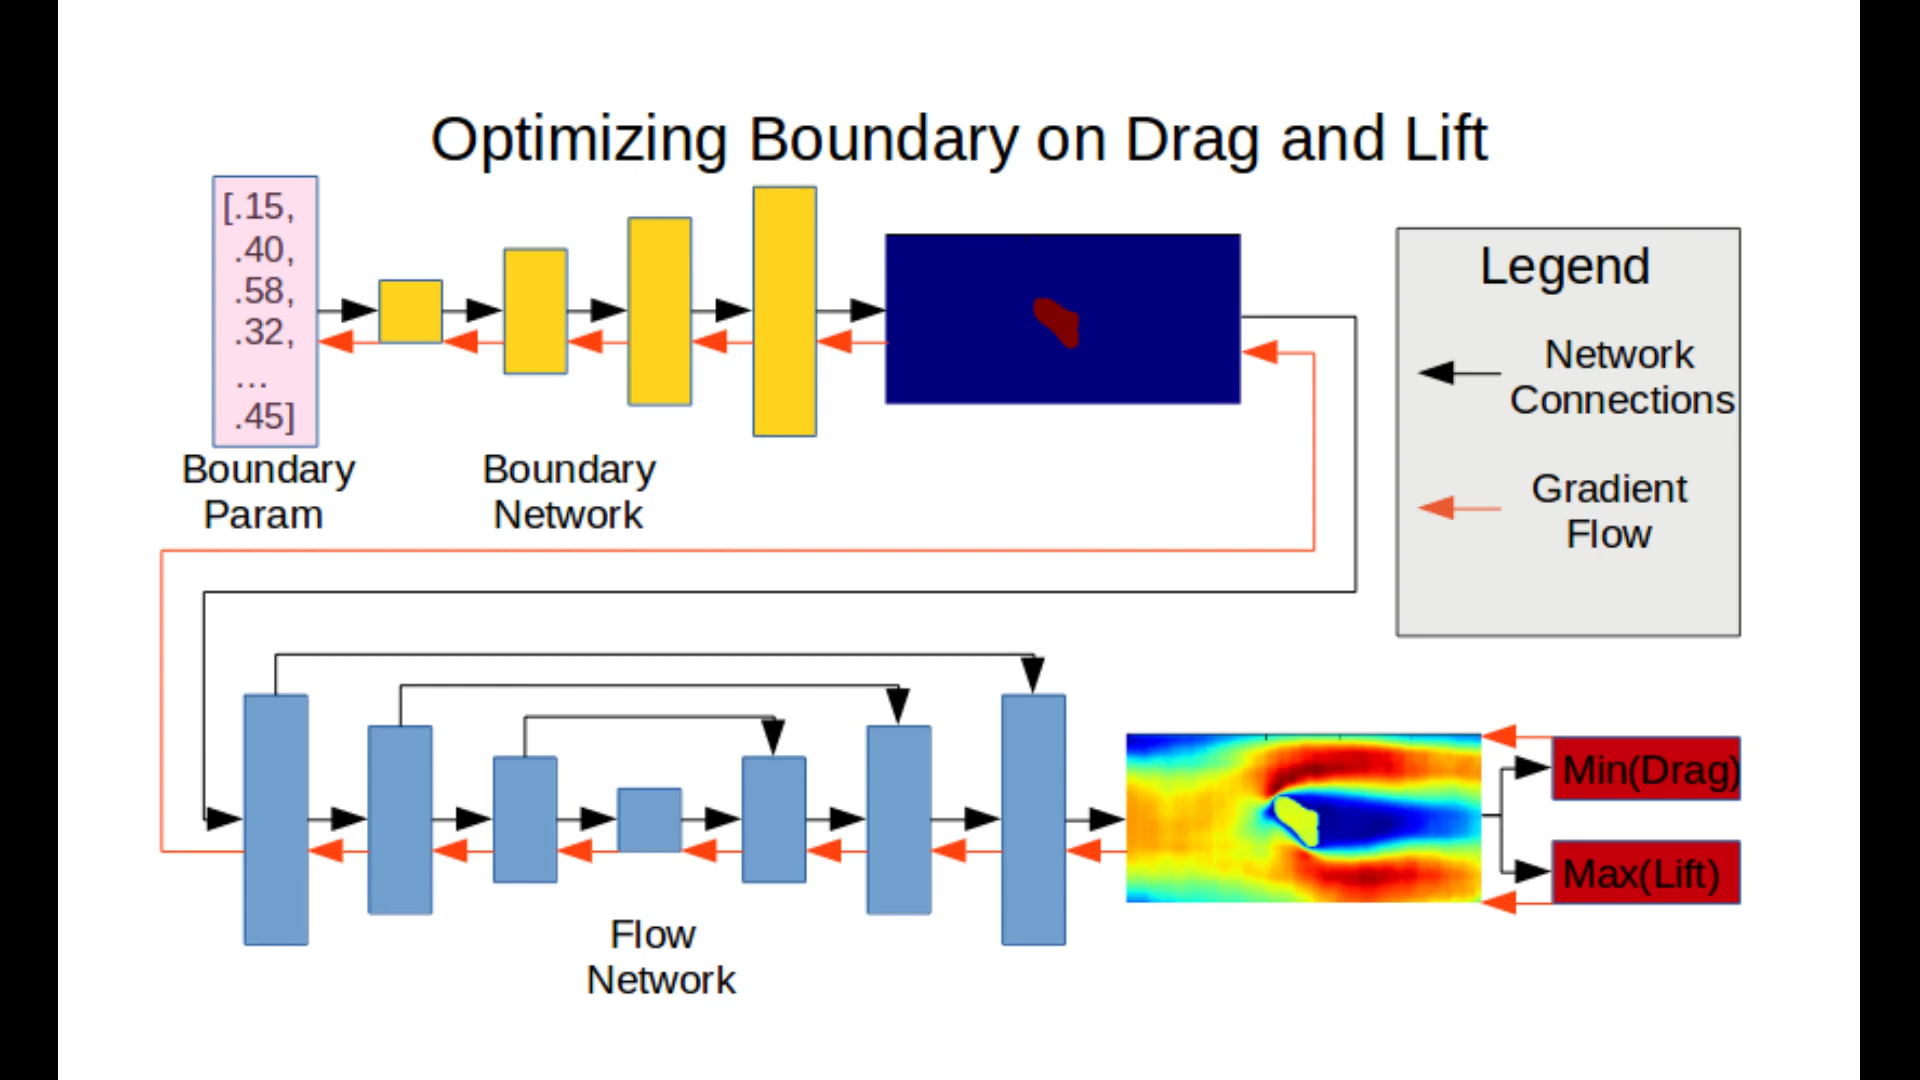 Optimizing Boundary on Drag and Lift
[.15,
.40,
.58,
.32,
...
.45]
Boundary
Param
Boundary
Network
Legend
Network
Connections
Gradient
Flow
Flow
Network
Min(Drag)
Max(Lift)